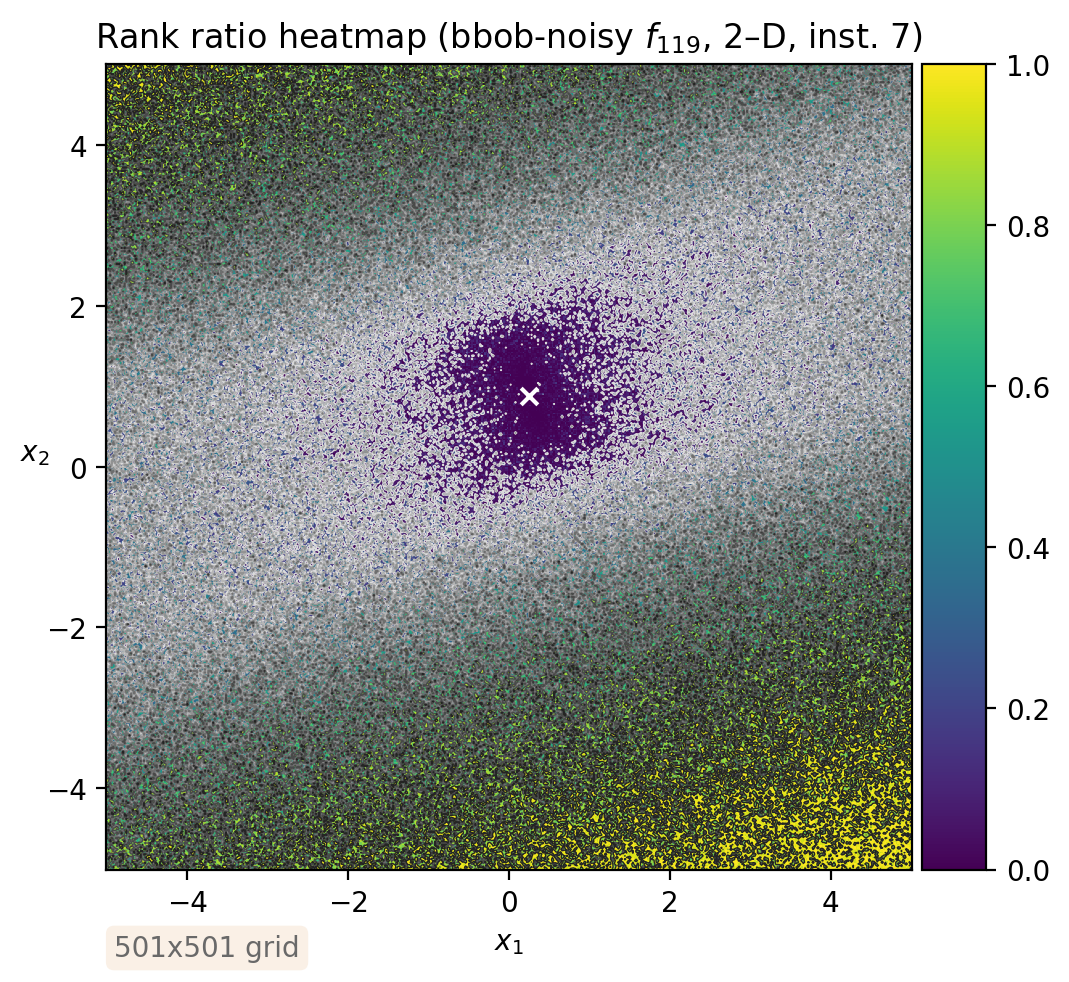 Rank ratio heatmap (bbob-noisy f₁₁₉, 2–D, inst. 7)
1.0
0.8
0.6
0.4
0.2
0.0
4
2
0
−2
−4
x₂
−4 −2 0 2 4
x₁
501x501 grid